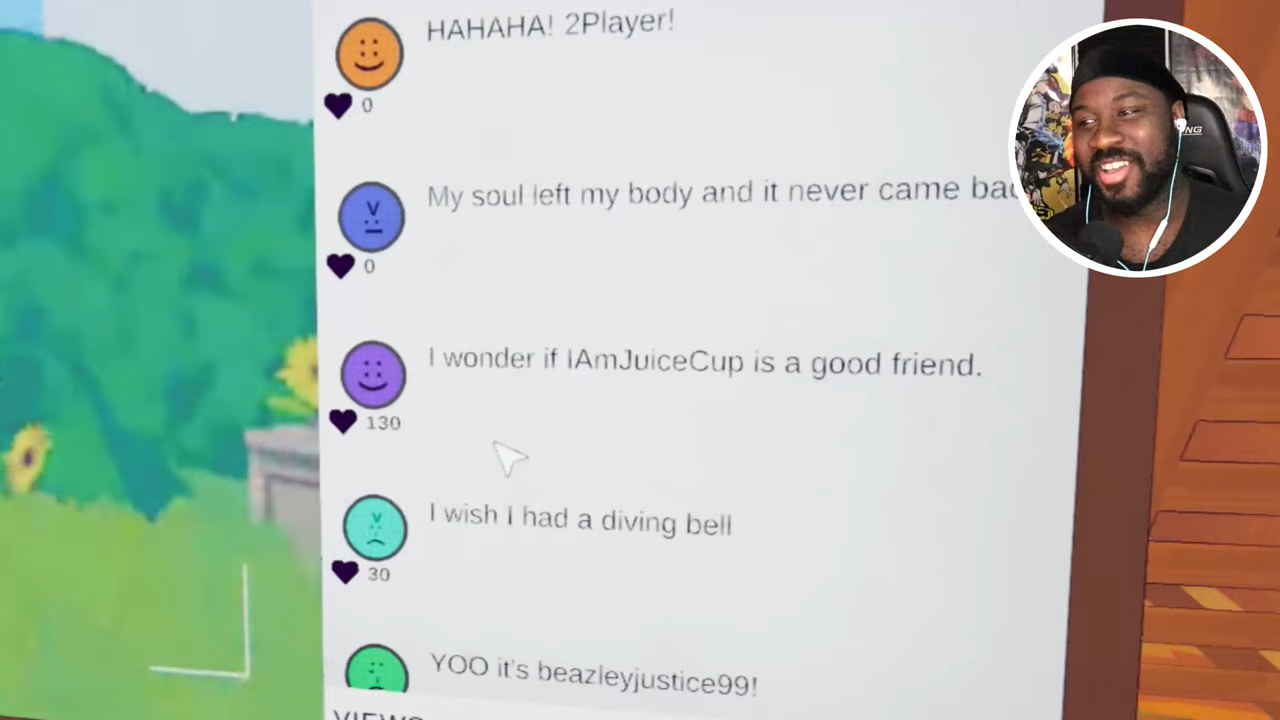 HAHAHA! 2Player!
0
My soul left my body and it never came
0
I wonder if IAmJuiceCup is a good friend.
130
I wish I had a diving bell
30
YOO it's beazleyjustice99!